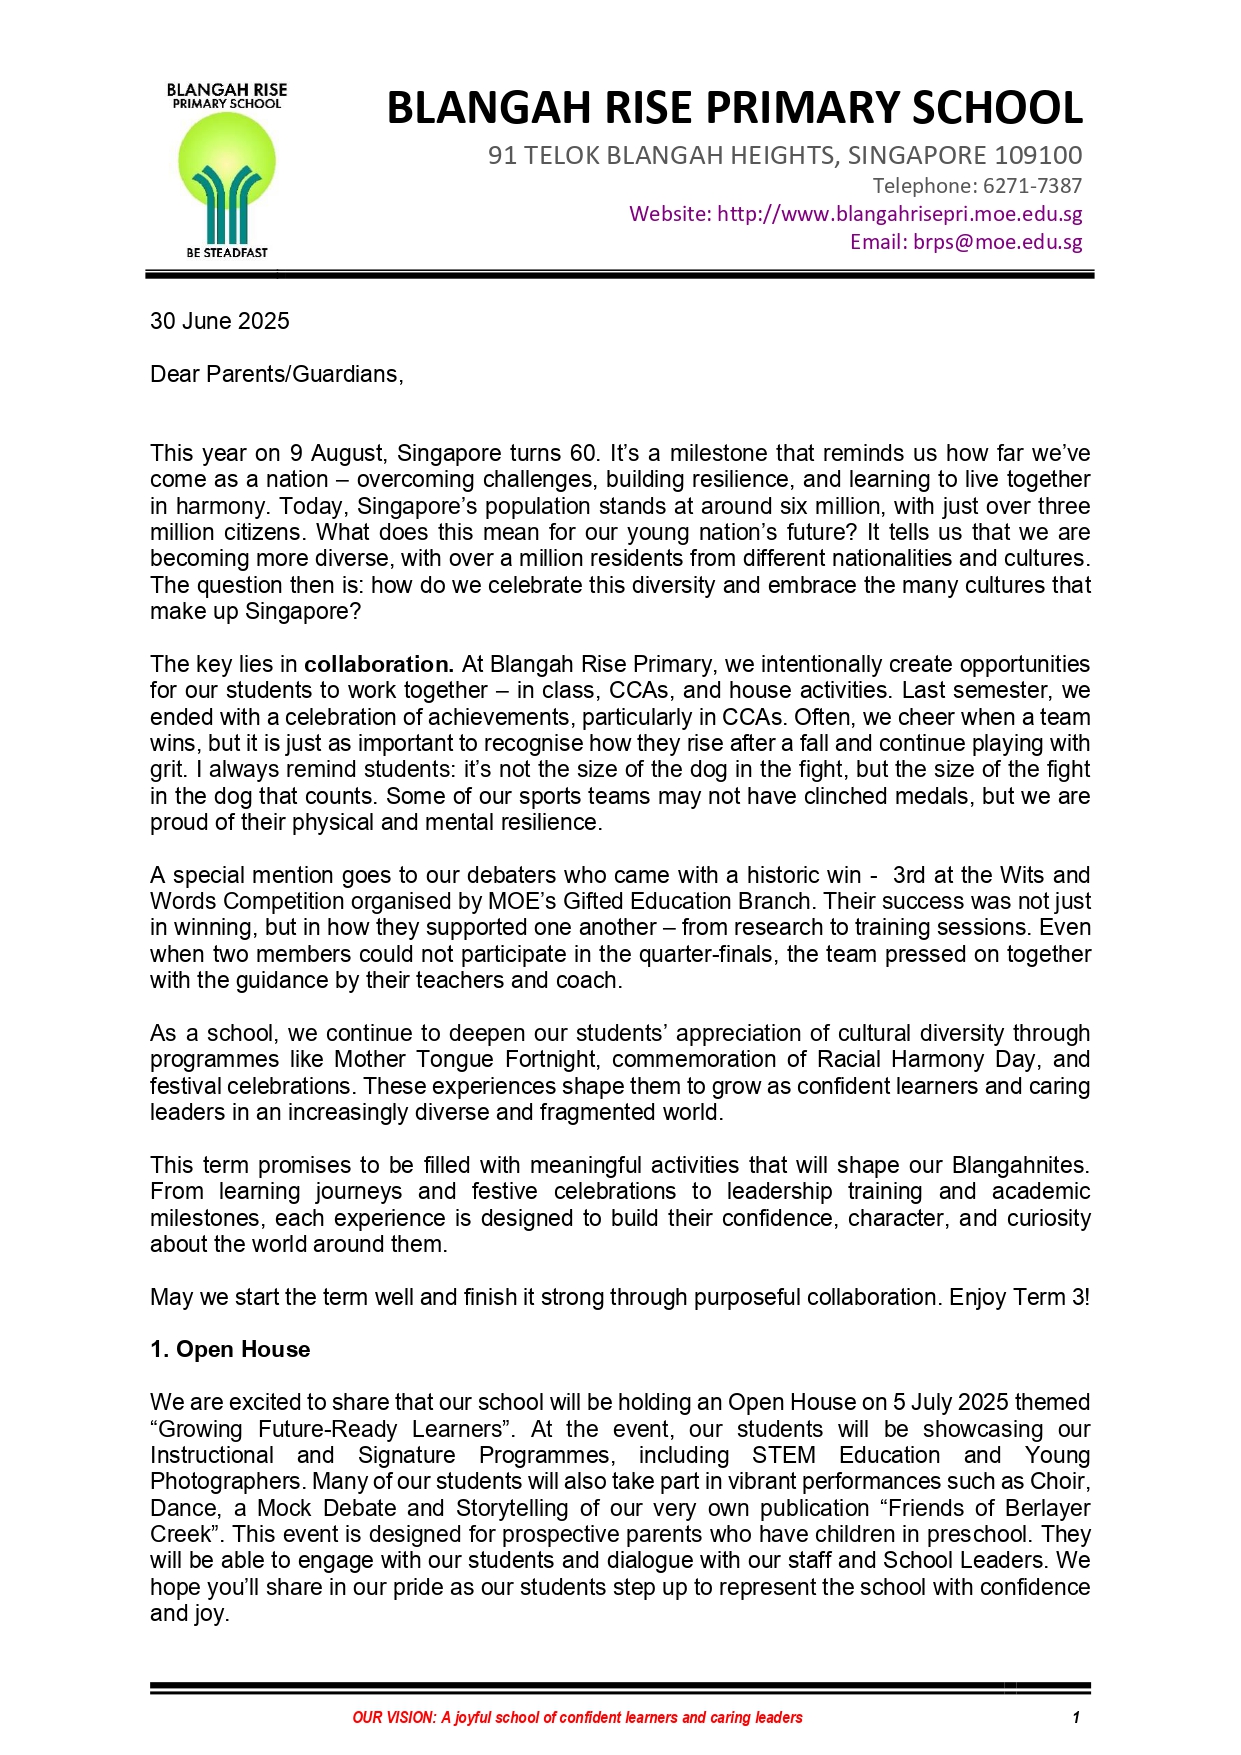 BLANGAH RISE
PRIMARY SCHOOL
BE STEADFAST
BLANGAH RISE PRIMARY SCHOOL
91 TELOK BLANGAH HEIGHTS, SINGAPORE 109100
Telephone: 6271-7387
Website: http://www.blangahrisepri.moe.edu.sg
Email: brps@moe.edu.sg
30 June 2025
Dear Parents/Guardians,
This year on 9 August, Singapore turns 60. It’s a milestone that reminds us how far we’ve
come as a nation – overcoming challenges, building resilience, and learning to live together
in harmony. Today, Singapore’s population stands at around six million, with just over three
million citizens. What does this mean for our young nation’s future? It tells us that we are
becoming more diverse, with over a million residents from different nationalities and cultures.
The question then is: how do we celebrate this diversity and embrace the many cultures that
make up Singapore?
The key lies in collaboration. At Blangah Rise Primary, we intentionally create opportunities
for our students to work together – in class, CCAs, and house activities. Last semester, we
ended with a celebration of achievements, particularly in CCAs. Often, we cheer when a team
wins, but it is just as important to recognise how they rise after a fall and continue playing with
grit. I always remind students: it’s not the size of the dog in the fight, but the size of the fight
in the dog that counts. Some of our sports teams may not have clinched medals, but we are
proud of their physical and mental resilience.
A special mention goes to our debaters who came with a historic win - 3rd at the Wits and
Words Competition organised by MOE’s Gifted Education Branch. Their success was not just
in winning, but in how they supported one another – from research to training sessions. Even
when two members could not participate in the quarter-finals, the team pressed on together
with the guidance by their teachers and coach.
As a school, we continue to deepen our students’ appreciation of cultural diversity through
programmes like Mother Tongue Fortnight, commemoration of Racial Harmony Day, and
festival celebrations. These experiences shape them to grow as confident learners and caring
leaders in an increasingly diverse and fragmented world.
This term promises to be filled with meaningful activities that will shape our Blangahnites.
From learning journeys and festive celebrations to leadership training and academic
milestones, each experience is designed to build their confidence, character, and curiosity
about the world around them.
May we start the term well and finish it strong through purposeful collaboration. Enjoy Term 3!
1. Open House
We are excited to share that our school will be holding an Open House on 5 July 2025 themed
“Growing Future-Ready Learners”. At the event, our students will be showcasing our
Instructional and Signature Programmes, including STEM Education and Young
Photographers. Many of our students will also take part in vibrant performances such as Choir,
Dance, a Mock Debate and Storytelling of our very own publication “Friends of Berlayer
Creek”. This event is designed for prospective parents who have children in preschool. They
will be able to engage with our students and dialogue with our staff and School Leaders. We
hope you’ll share in our pride as our students step up to represent the school with confidence
and joy.
OUR VISION: A joyful school of confident learners and caring leaders
1